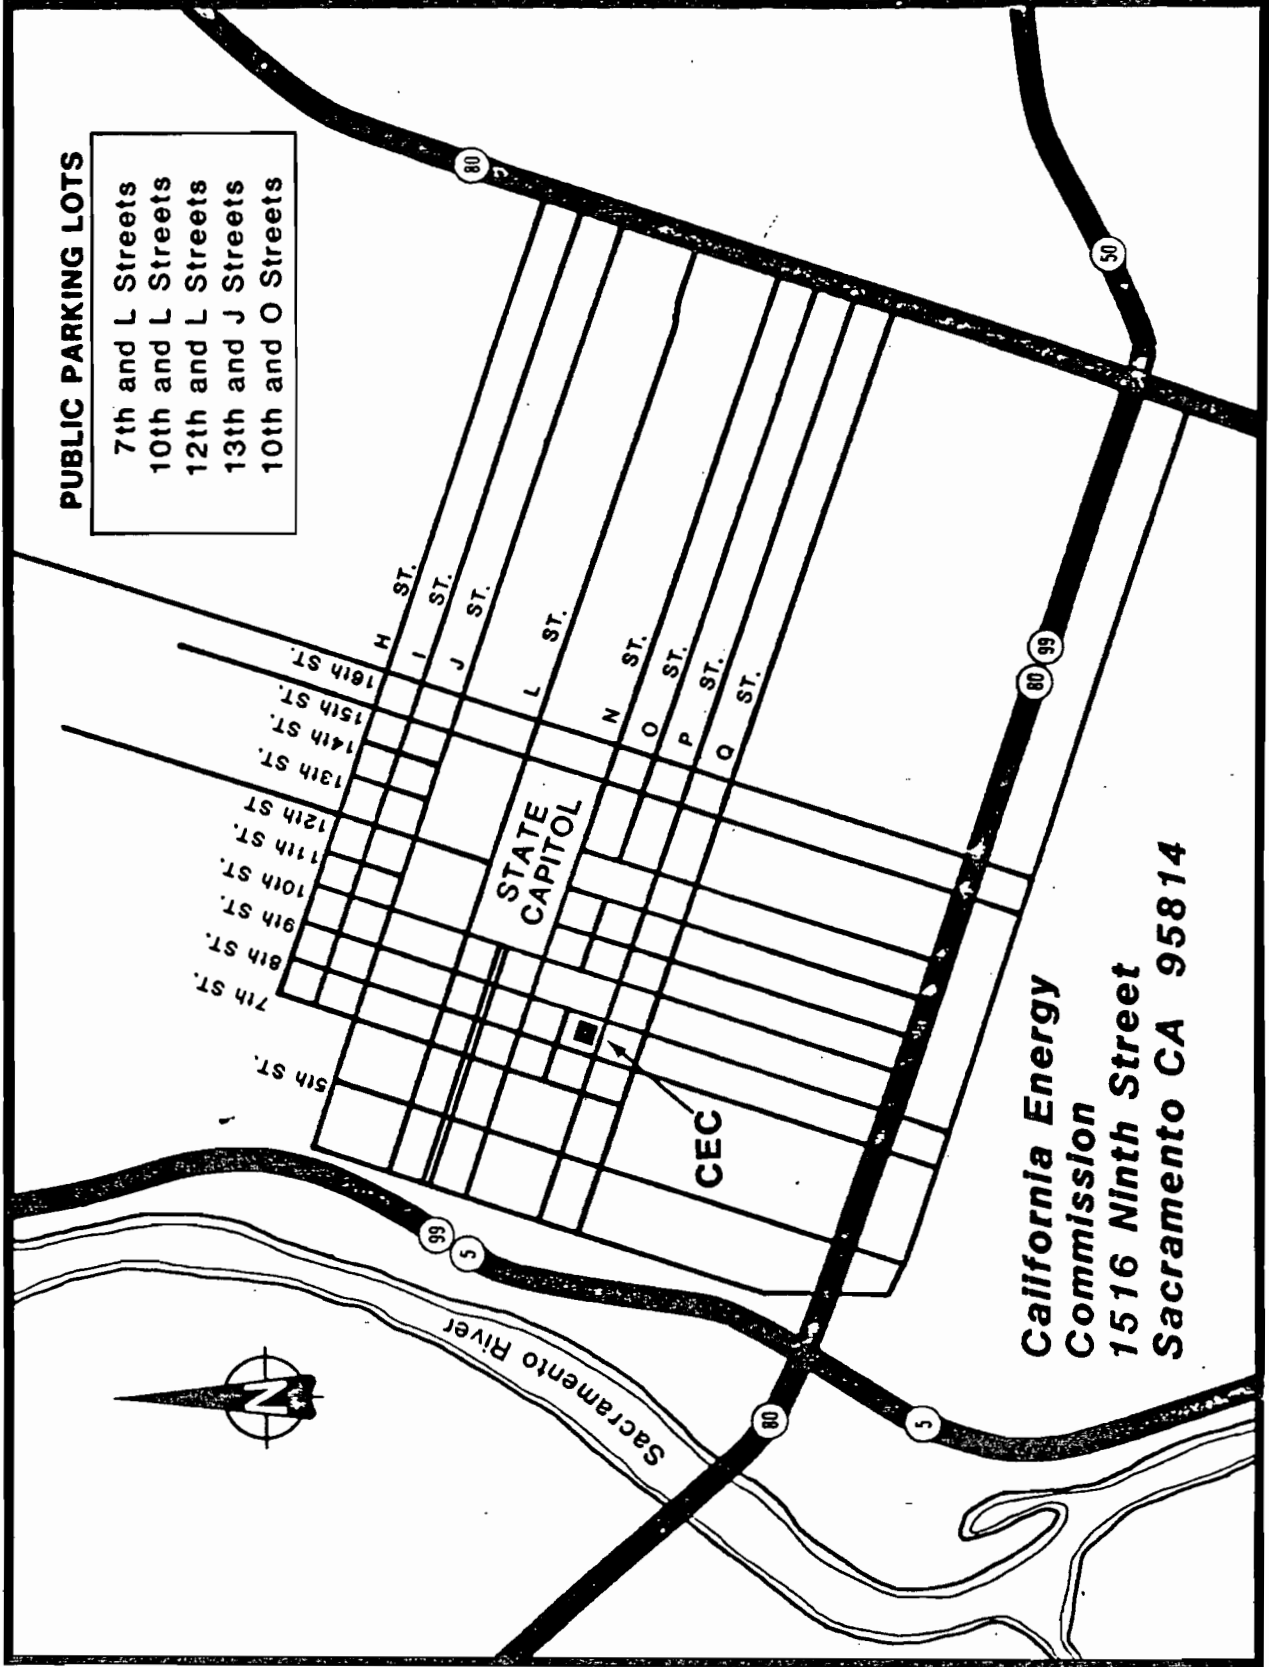 PUBLIC PARKING LOTS
7th and L Streets
10th and L Streets
12th and L Streets
13th and J Streets
10th and O Streets
80
50
H ST.
I ST.
J ST.
L ST.
N ST.
O ST.
P ST.
Q ST.
16th ST.
15th ST.
14th ST.
13th ST.
12th ST
11th ST.
10th ST.
9th ST.
8th ST.
7th ST.
5th ST.
STATE
CAPITOL
CEC
80
99
99
5
80
5
Sacramento River
N
California Energy
Commission
1516 Ninth Street
Sacramento CA 95814